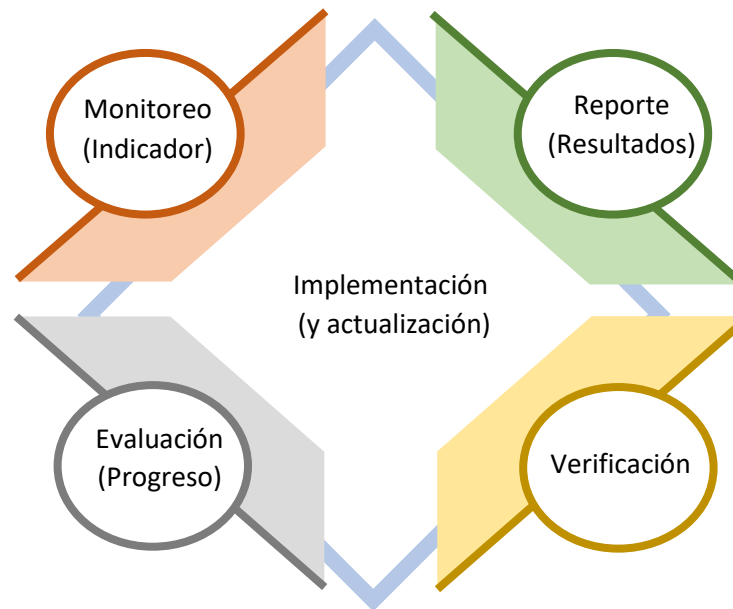 Monitoreo
(Indicador)
Reporte
(Resultados)
Implementación
(y actualización)
Evaluación
(Progreso)
Verificación